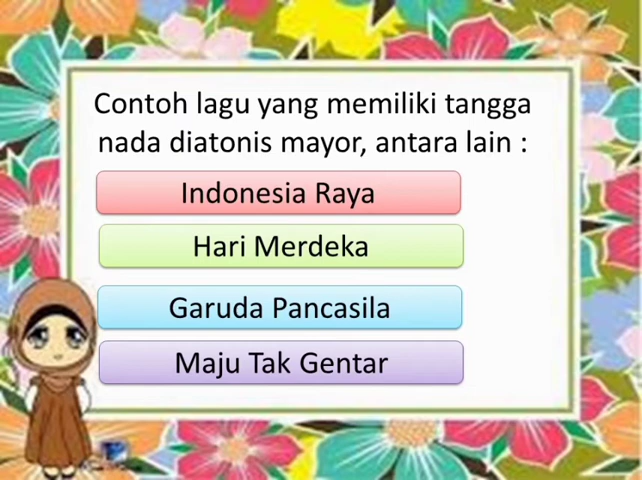 Contoh lagu yang memiliki tangga
nada diatonis mayor, antara lain :
Indonesia Raya
Hari Merdeka
Garuda Pancasila
Maju Tak Gentar